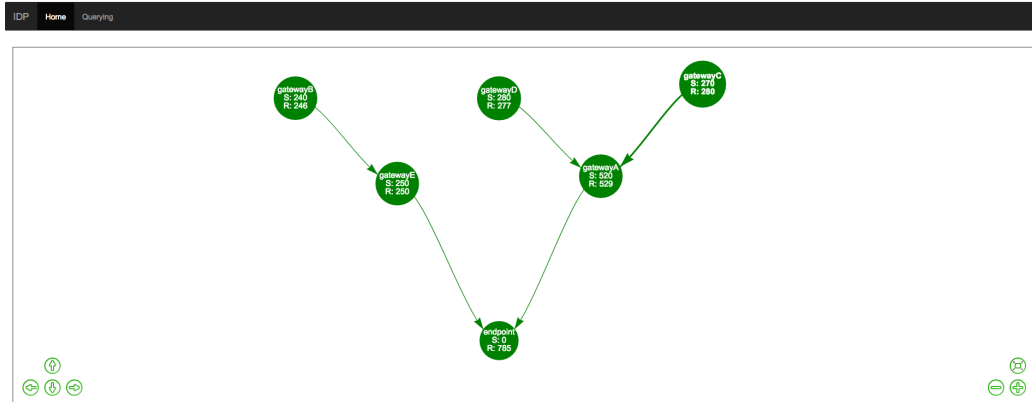 IDP Home Querying
gatewayB
S: 240
R: 246
gatewayD
S: 280
R: 277
gatewayC
S: 270
R: 280
gatewayE
S: 250
R: 250
gatewayA
S: 520
R: 529
endpoint
S: 0
R: 785